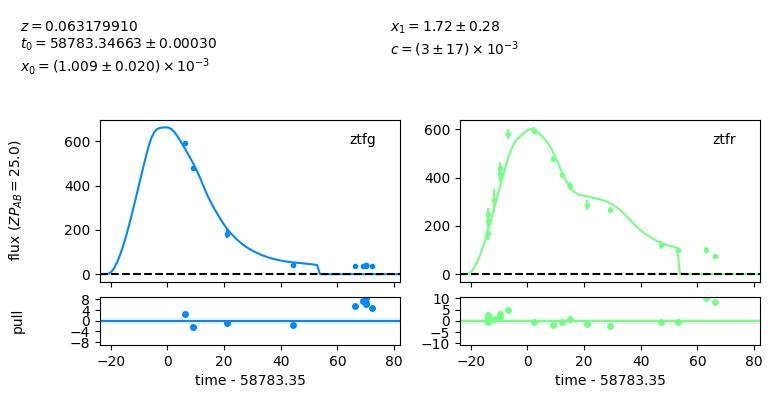 z = 0.063179910
t₀ = 58783.34663 ± 0.00030
x₀ = (1.009 ± 0.020) × 10⁻³
x₁ = 1.72 ± 0.28
c = (3 ± 17) × 10⁻³
flux (ZP_AB = 25.0)
600
400
200
0
ztfg
600
400
200
0
ztfr
pull
8
4
0
−4
−8
−20 0 20 40 60 80
time - 58783.35
10
5
0
−5
−10
−20 0 20 40 60 80
time - 58783.35